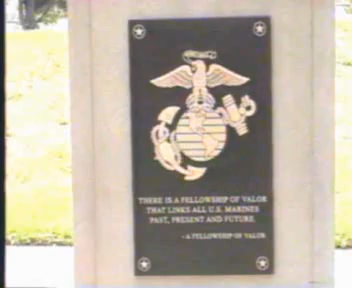 THERE IS A FELLOWSHIP OF VALOR
THAT LINKS ALL U.S. MARINES
PAST, PRESENT AND FUTURE.
- A FELLOWSHIP OF VALOR